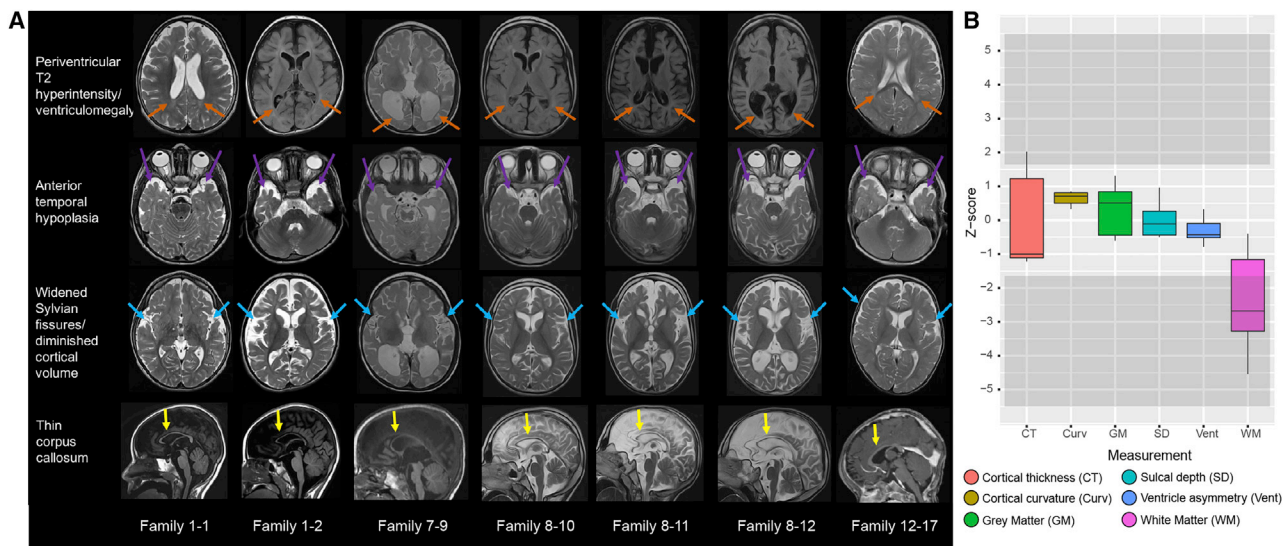 A
Periventricular
T2
hyperintensity/
ventriculomegaly
Anterior
temporal
hypoplasia
Widened
Sylvian
fissures/
diminished
cortical
volume
Thin
corpus
callosum
Family 1-1 Family 1-2 Family 7-9 Family 8-10 Family 8-11 Family 8-12 Family 12-17
B
Z-score
5
4
3
2
1
0
-1
-2
-3
-4
-5
CT Curv GM SD Vent WM
Measurement
Cortical thickness (CT) Sulcal depth (SD)
Cortical curvature (Curv) Ventricle asymmetry (Vent)
Grey Matter (GM) White Matter (WM)